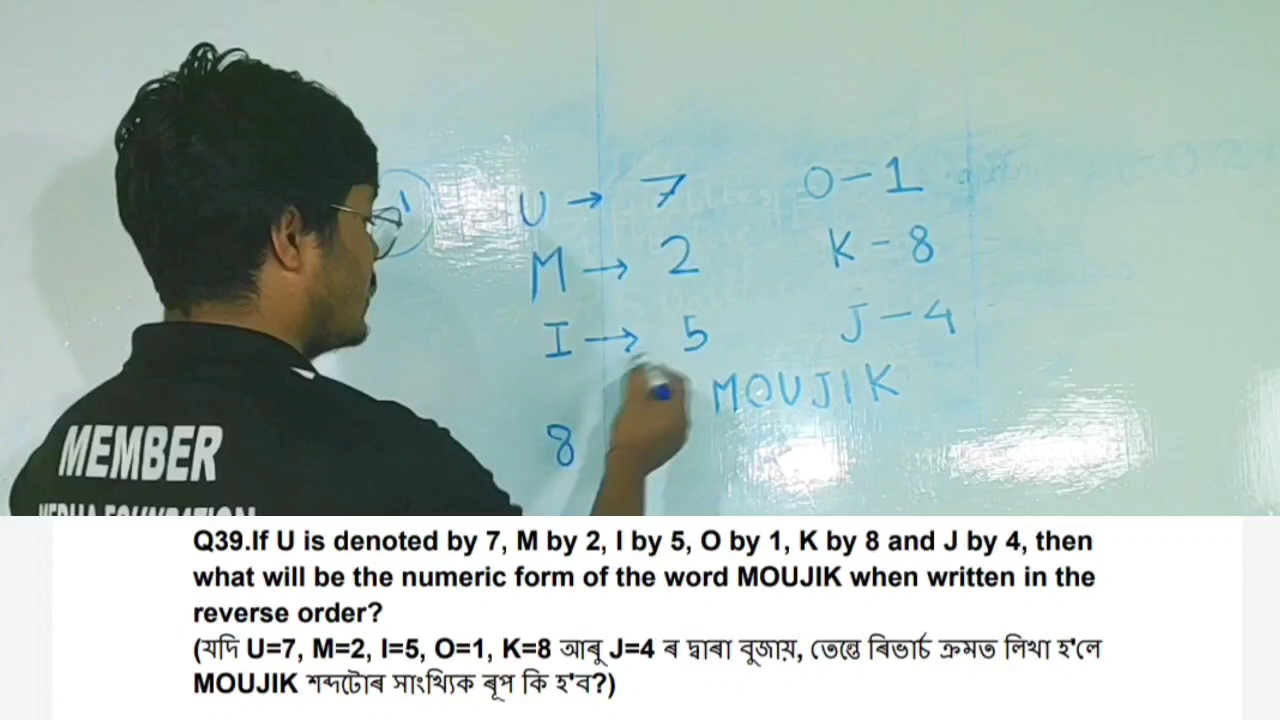 U → 7 O - 1
M → 2 K - 8
I → 5 J - 4
MOUJIK
8
MEMBER
Q39.If U is denoted by 7, M by 2, I by 5, O by 1, K by 8 and J by 4, then
what will be the numeric form of the word MOUJIK when written in the
reverse order?
(যদি U=7, M=2, I=5, O=1, K=8 আৰু J=4 ৰ দ্বাৰা বুজায়, তেন্তে ৰিভাৰ্চ ক্ৰমত লিখা হ'লে
MOUJIK শব্দটোৰ সাংখ্যিক ৰূপ কি হ'ব?)